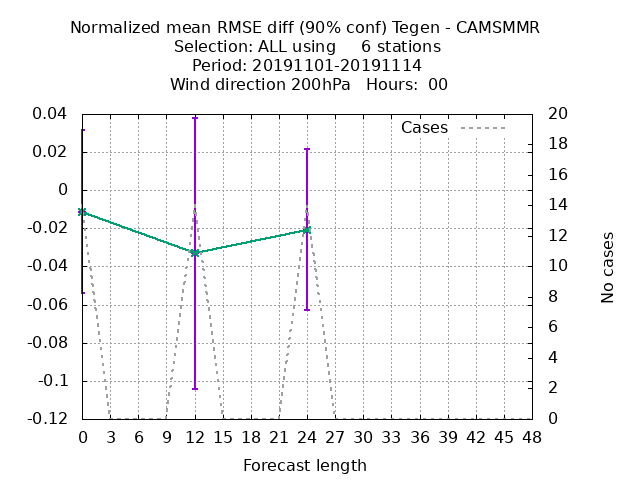 Normalized mean RMSE diff (90% conf) Tegen - CAMSMMR
Selection: ALL using     6 stations
Period: 20191101-20191114
Wind direction 200hPa   Hours:  00
Cases
0.04
0.02
0
-0.02
-0.04
-0.06
-0.08
-0.1
-0.12
20
18
16
14
12
10
8
6
4
2
0
No cases
0 3 6 9 12 15 18 21 24 27 30 33 36 39 42 45 48
Forecast length